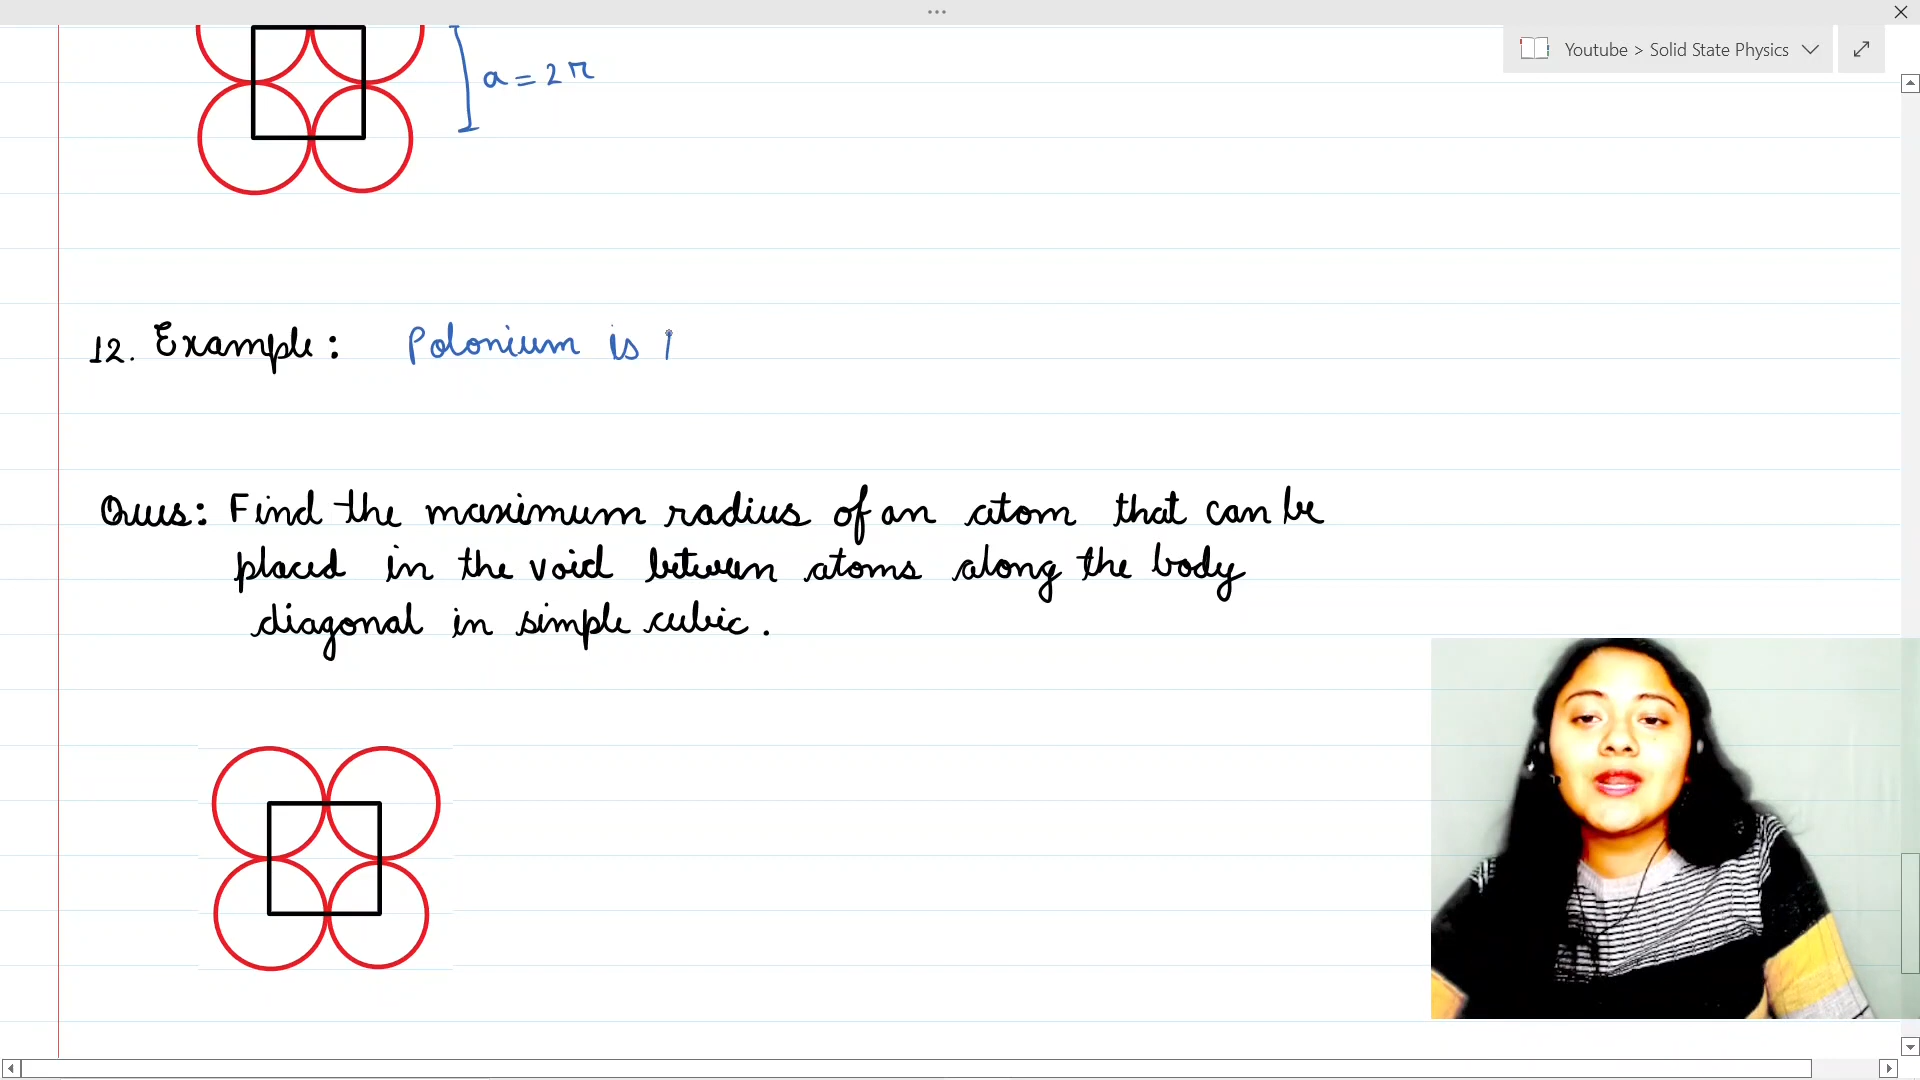 Youtube > Solid State Physics
a = 2r
12. Example: Polonium is
Ques: Find the maximum radius of an atom that can be
placed in the void between atoms along the body
diagonal in simple cubic.